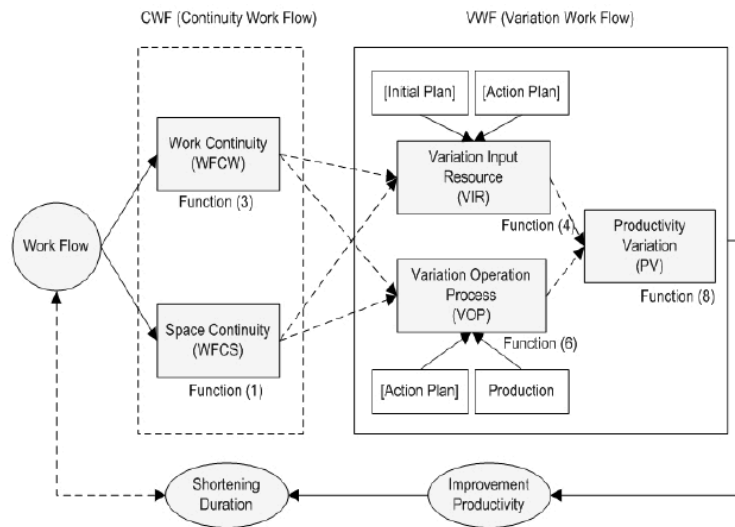 CWF (Continuity Work Flow)
VWF (Variation Work Flow)
[Initial Plan]
[Action Plan]
Work Continuity
(WFCW)
Function (3)
Variation Input
Resource
(VIR)
Function (4)
Work Flow
Productivity
Variation
(PV)
Function (8)
Space Continuity
(WFCS)
Function (1)
Variation Operation
Process
(VOP)
Function (6)
[Action Plan]
Production
Shortening
Duration
Improvement
Productivity